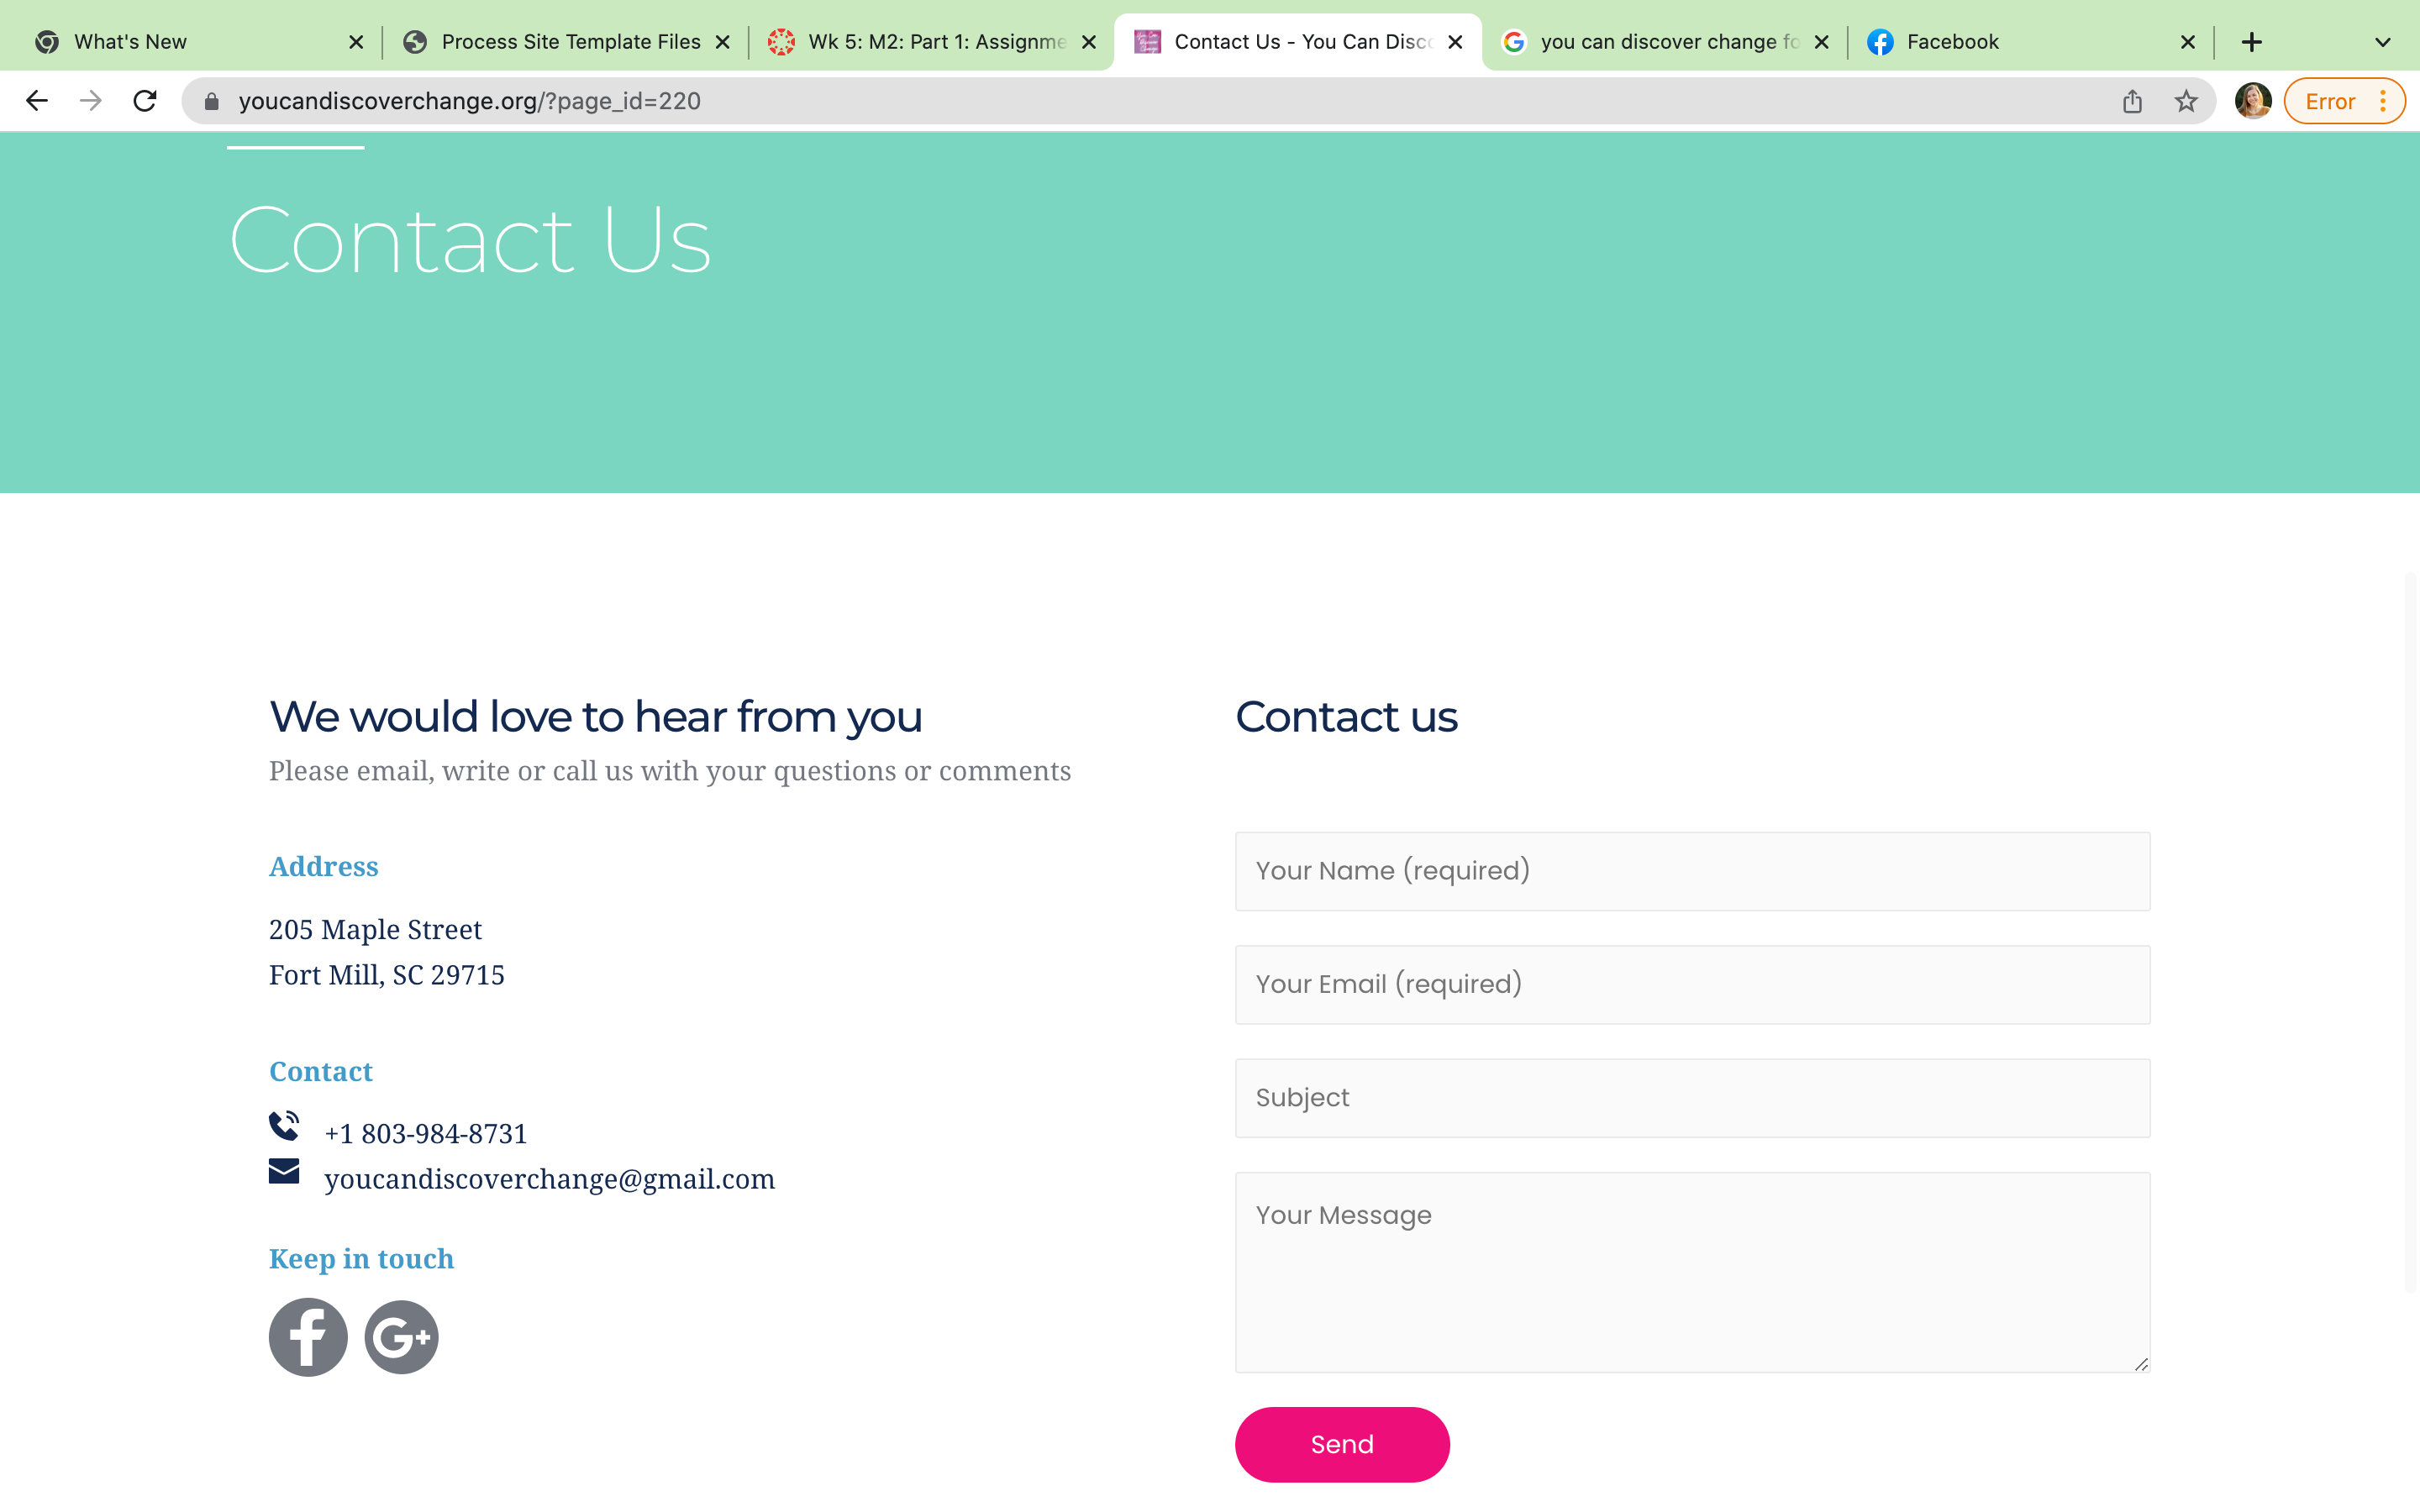 What's New
Process Site Template Files
Wk 5: M2: Part 1: Assignme
Contact Us - You Can Disco
you can discover change fo
Facebook
youcandiscoverchange.org/?page_id=220
Error
Contact Us
We would love to hear from you
Please email, write or call us with your questions or comments
Address
205 Maple Street
Fort Mill, SC 29715
Contact
+1 803-984-8731
youcandiscoverchange@gmail.com
Keep in touch
Contact us
Your Name (required)
Your Email (required)
Subject
Your Message
Send